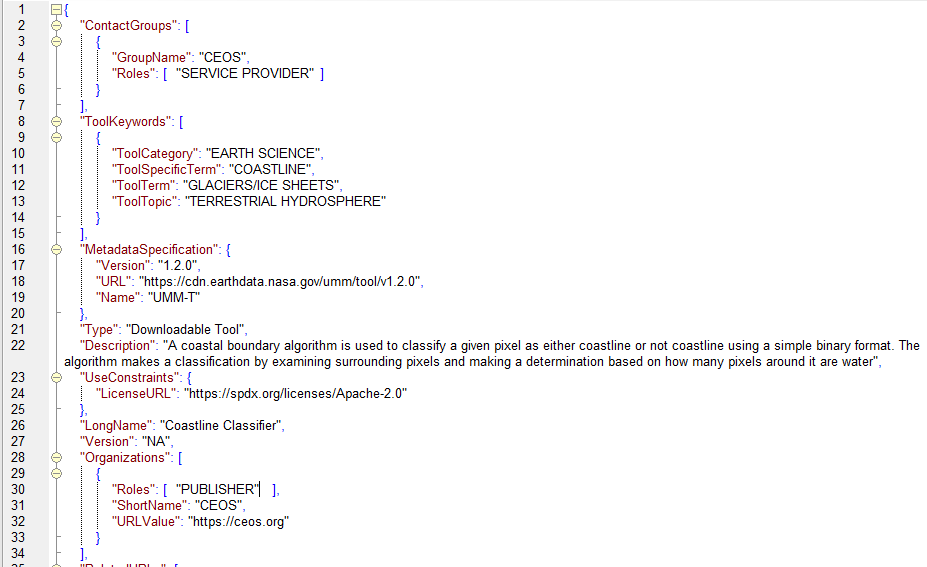 1 {
2 "ContactGroups": [
3 {
4 "GroupName": "CEOS",
5 "Roles": [ "SERVICE PROVIDER" ]
6 }
7 ],
8 "ToolKeywords": [
9 {
10 "ToolCategory": "EARTH SCIENCE",
11 "ToolSpecificTerm": "COASTLINE",
12 "ToolTerm": "GLACIERS/ICE SHEETS",
13 "ToolTopic": "TERRESTRIAL HYDROSPHERE"
14 }
15 ],
16 "MetadataSpecification": {
17 "Version": "1.2.0",
18 "URL": "https://cdn.earthdata.nasa.gov/umm/tool/v1.2.0",
19 "Name": "UMM-T"
20 },
21 "Type": "Downloadable Tool",
22 "Description": "A coastal boundary algorithm is used to classify a given pixel as either coastline or not coastline using a simple binary format. The
algorithm makes a classification by examining surrounding pixels and making a determination based on how many pixels around it are water",
23 "UseConstraints": {
24 "LicenseURL": "https://spdx.org/licenses/Apache-2.0"
25 },
26 "LongName": "Coastline Classifier",
27 "Version": "NA",
28 "Organizations": [
29 {
30 "Roles": [ "PUBLISHER" ],
31 "ShortName": "CEOS",
32 "URLValue": "https://ceos.org"
33 }
34 ],